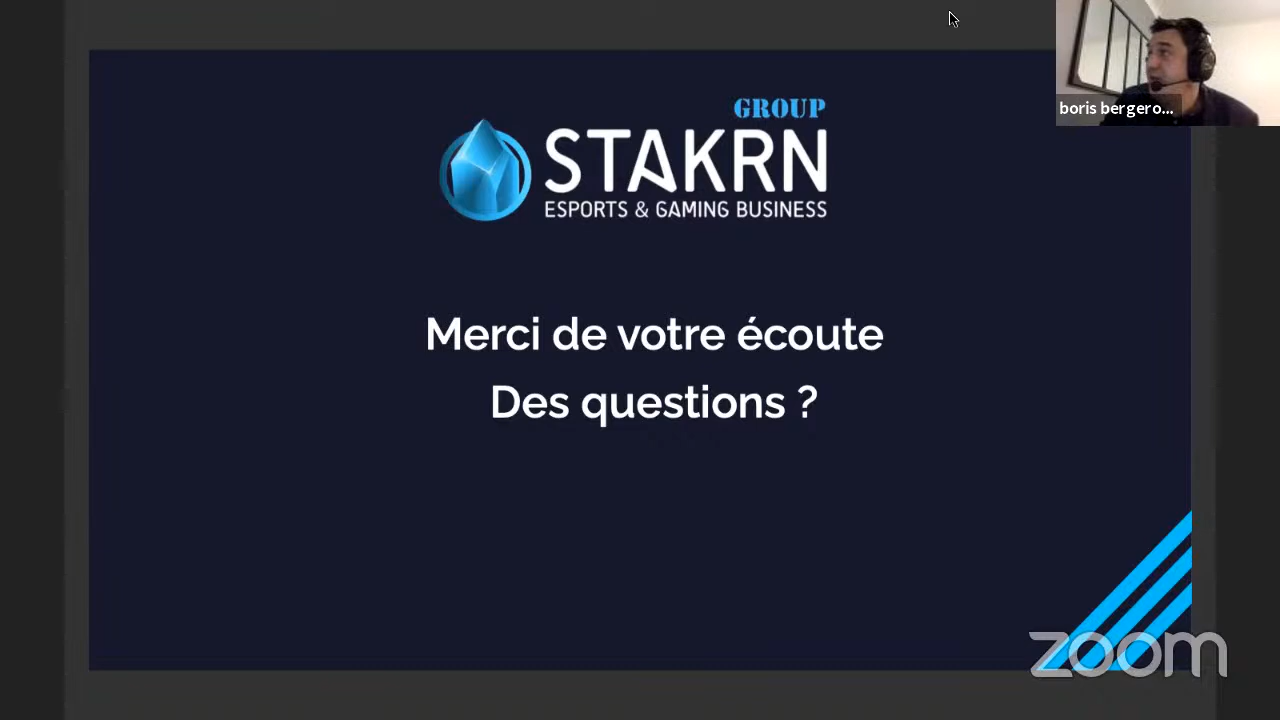 boris bergero...
GROUP
STAKRN
ESPORTS & GAMING BUSINESS
Merci de votre écoute
Des questions ?
zoom